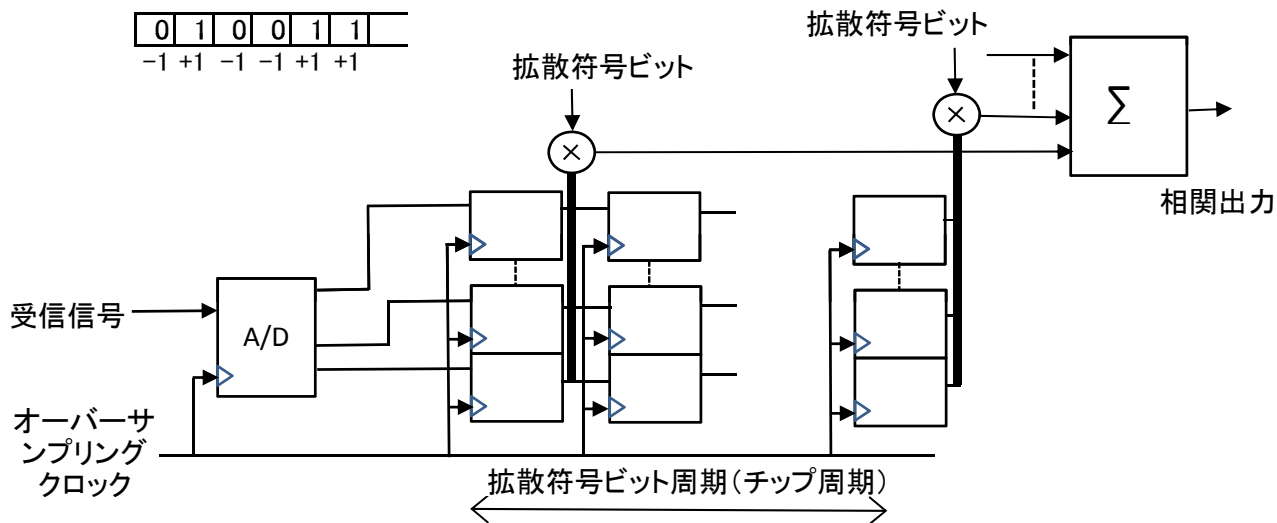 0 1 0 0 1 1
-1 +1 -1 -1 +1 +1
拡散符号ビット
拡散符号ビット
×
×
Σ
相関出力
受信信号
A/D
オーバーサ
ンプリング
クロック
拡散符号ビット周期(チップ周期)